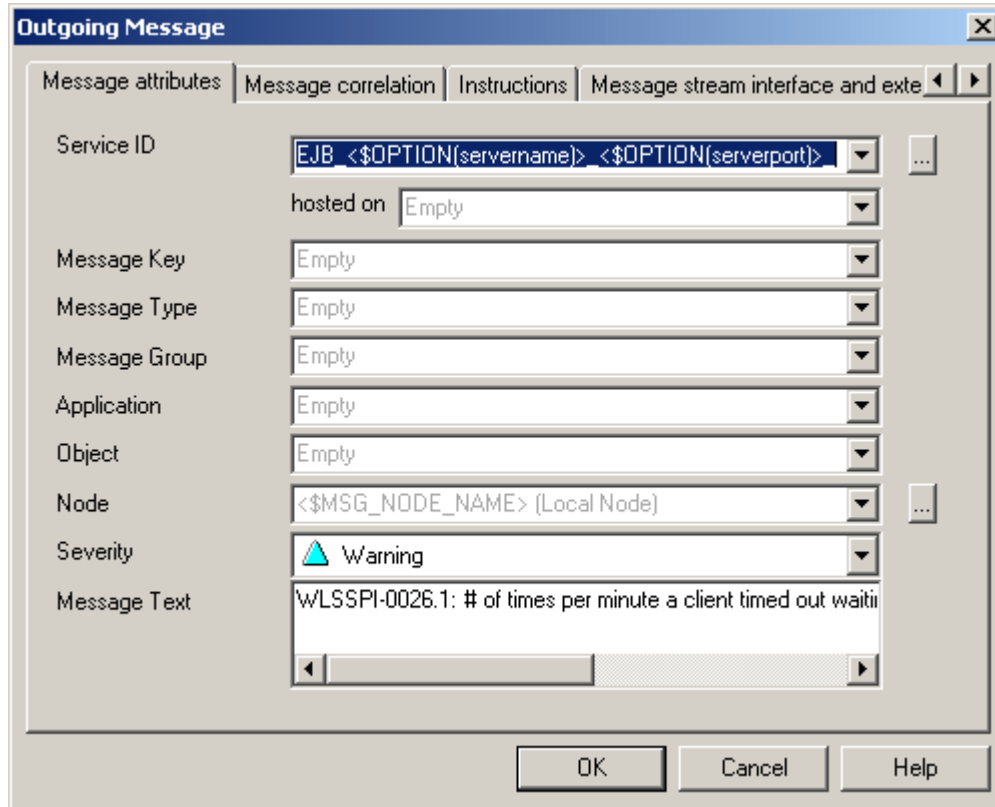 Outgoing Message
Message attributes Message correlation Instructions Message stream interface and exte
Service ID EJB_<$OPTION(servername)>_<$OPTION(serverport)>_ ...
hosted on Empty
Message Key Empty
Message Type Empty
Message Group Empty
Application Empty
Object Empty
Node <$MSG_NODE_NAME> (Local Node) ...
Severity Warning
Message Text WLSSPI-0026.1: # of times per minute a client timed out waitin
OK Cancel Help